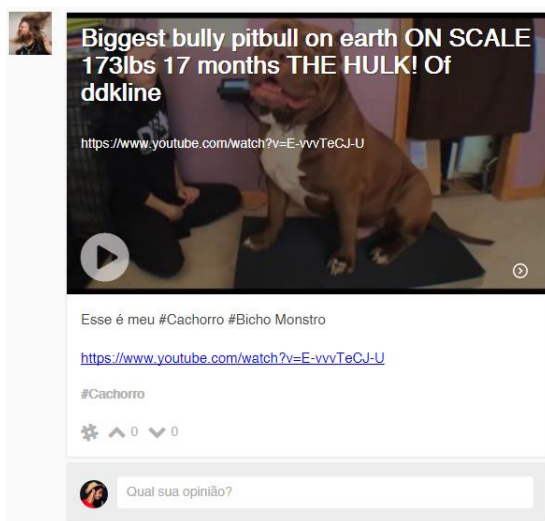 Biggest bully pitbull on earth ON SCALE
173lbs 17 months THE HULK! Of
ddkline
https://www.youtube.com/watch?v=E-vvvTeCJ-U
Esse é meu #Cachorro #Bicho Monstro
https://www.youtube.com/watch?v=E-vvvTeCJ-U
#Cachorro
0 0
Qual sua opinião?